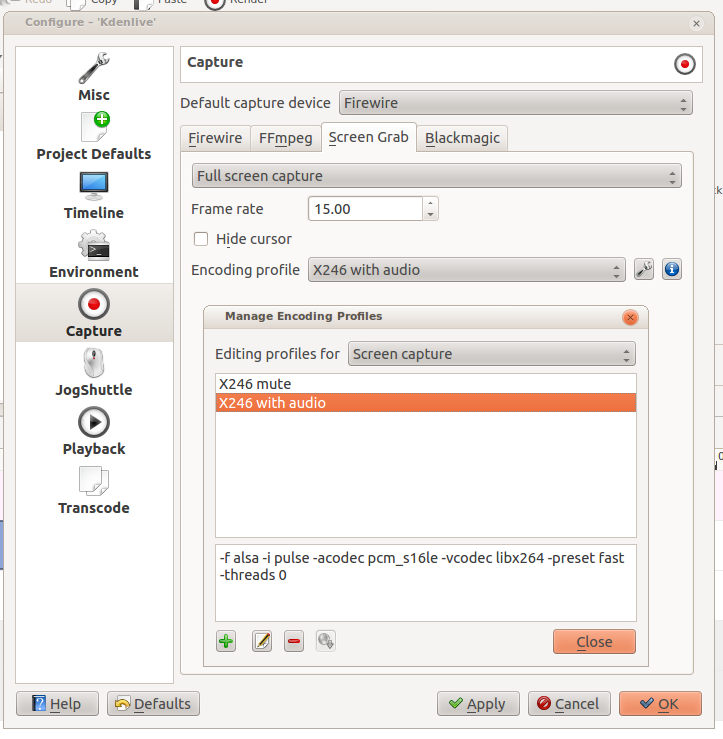 Redo Copy Paste Render
Configure – 'Kdenlive'
Misc
Project Defaults
Timeline
Environment
Capture
JogShuttle
Playback
Transcode
Capture
Default capture device Firewire
Firewire FFmpeg Screen Grab Blackmagic
Full screen capture
Frame rate 15.00
Hide cursor
Encoding profile X246 with audio
Manage Encoding Profiles
Editing profiles for Screen capture
X246 mute
X246 with audio
-f alsa -i pulse -acodec pcm_s16le -vcodec libx264 -preset fast
-threads 0
Close
Help Defaults Apply Cancel OK